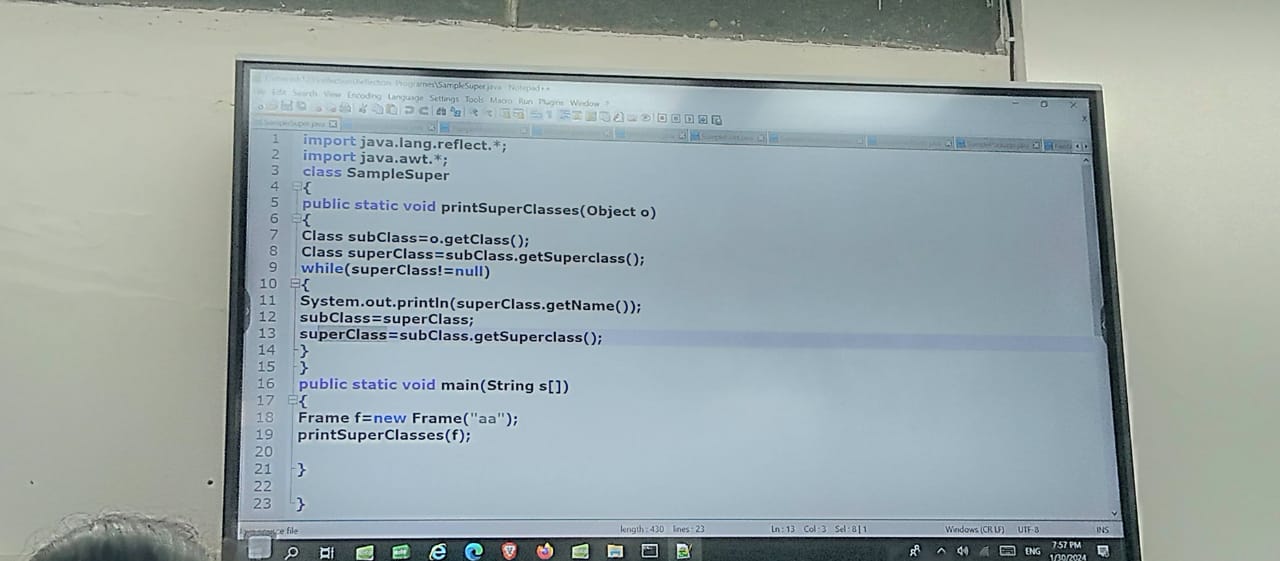 Programes\SampleSuper.java - Notepad++
Edit Search View Encoding Language Settings Tools Macro Run Plugins Window ?
SampleSuper.java
1 import java.lang.reflect.*;
2 import java.awt.*;
3 class SampleSuper
4 {
5 public static void printSuperClasses(Object o)
6 {
7 Class subClass=o.getClass();
8 Class superClass=subClass.getSuperclass();
9 while(superClass!=null)
10 {
11 System.out.println(superClass.getName());
12 subClass=superClass;
13 superClass=subClass.getSuperclass();
14 }
15 }
16 public static void main(String s[])
17 {
18 Frame f=new Frame("aa");
19 printSuperClasses(f);
20
21 }
22
23 }
file length : 430 lines : 23 Ln : 13 Col : 3 Sel : 8 | 1 Windows (CR LF) UTF-8 INS
ENG 7:57 PM
1/30/2024